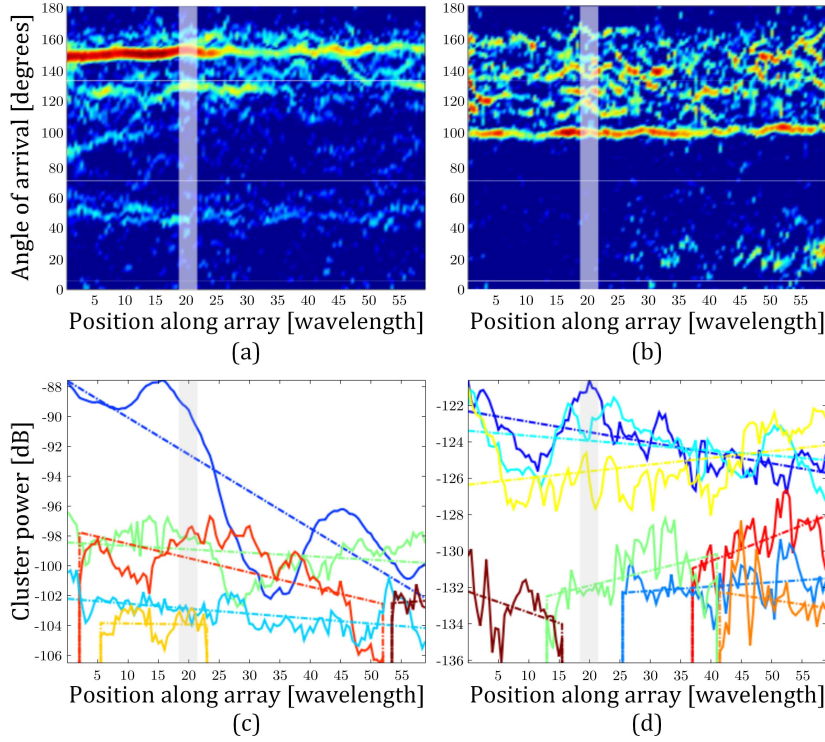 180
160
140
120
100
80
60
40
20
0
Angle of arrival [degrees]
5 10 15 20 25 30 35 40 45 50 55
Position along array [wavelength]
(a)
180
160
140
120
100
80
60
40
20
0
5 10 15 20 25 30 35 40 45 50 55
Position along array [wavelength]
(b)
-88
-90
-92
-94
-96
-98
-100
-102
-104
-106
Cluster power [dB]
5 10 15 20 25 30 35 40 45 50 55
Position along array [wavelength]
(c)
-122
-124
-126
-128
-130
-132
-134
-136
5 10 15 20 25 30 35 40 45 50 55
Position along array [wavelength]
(d)